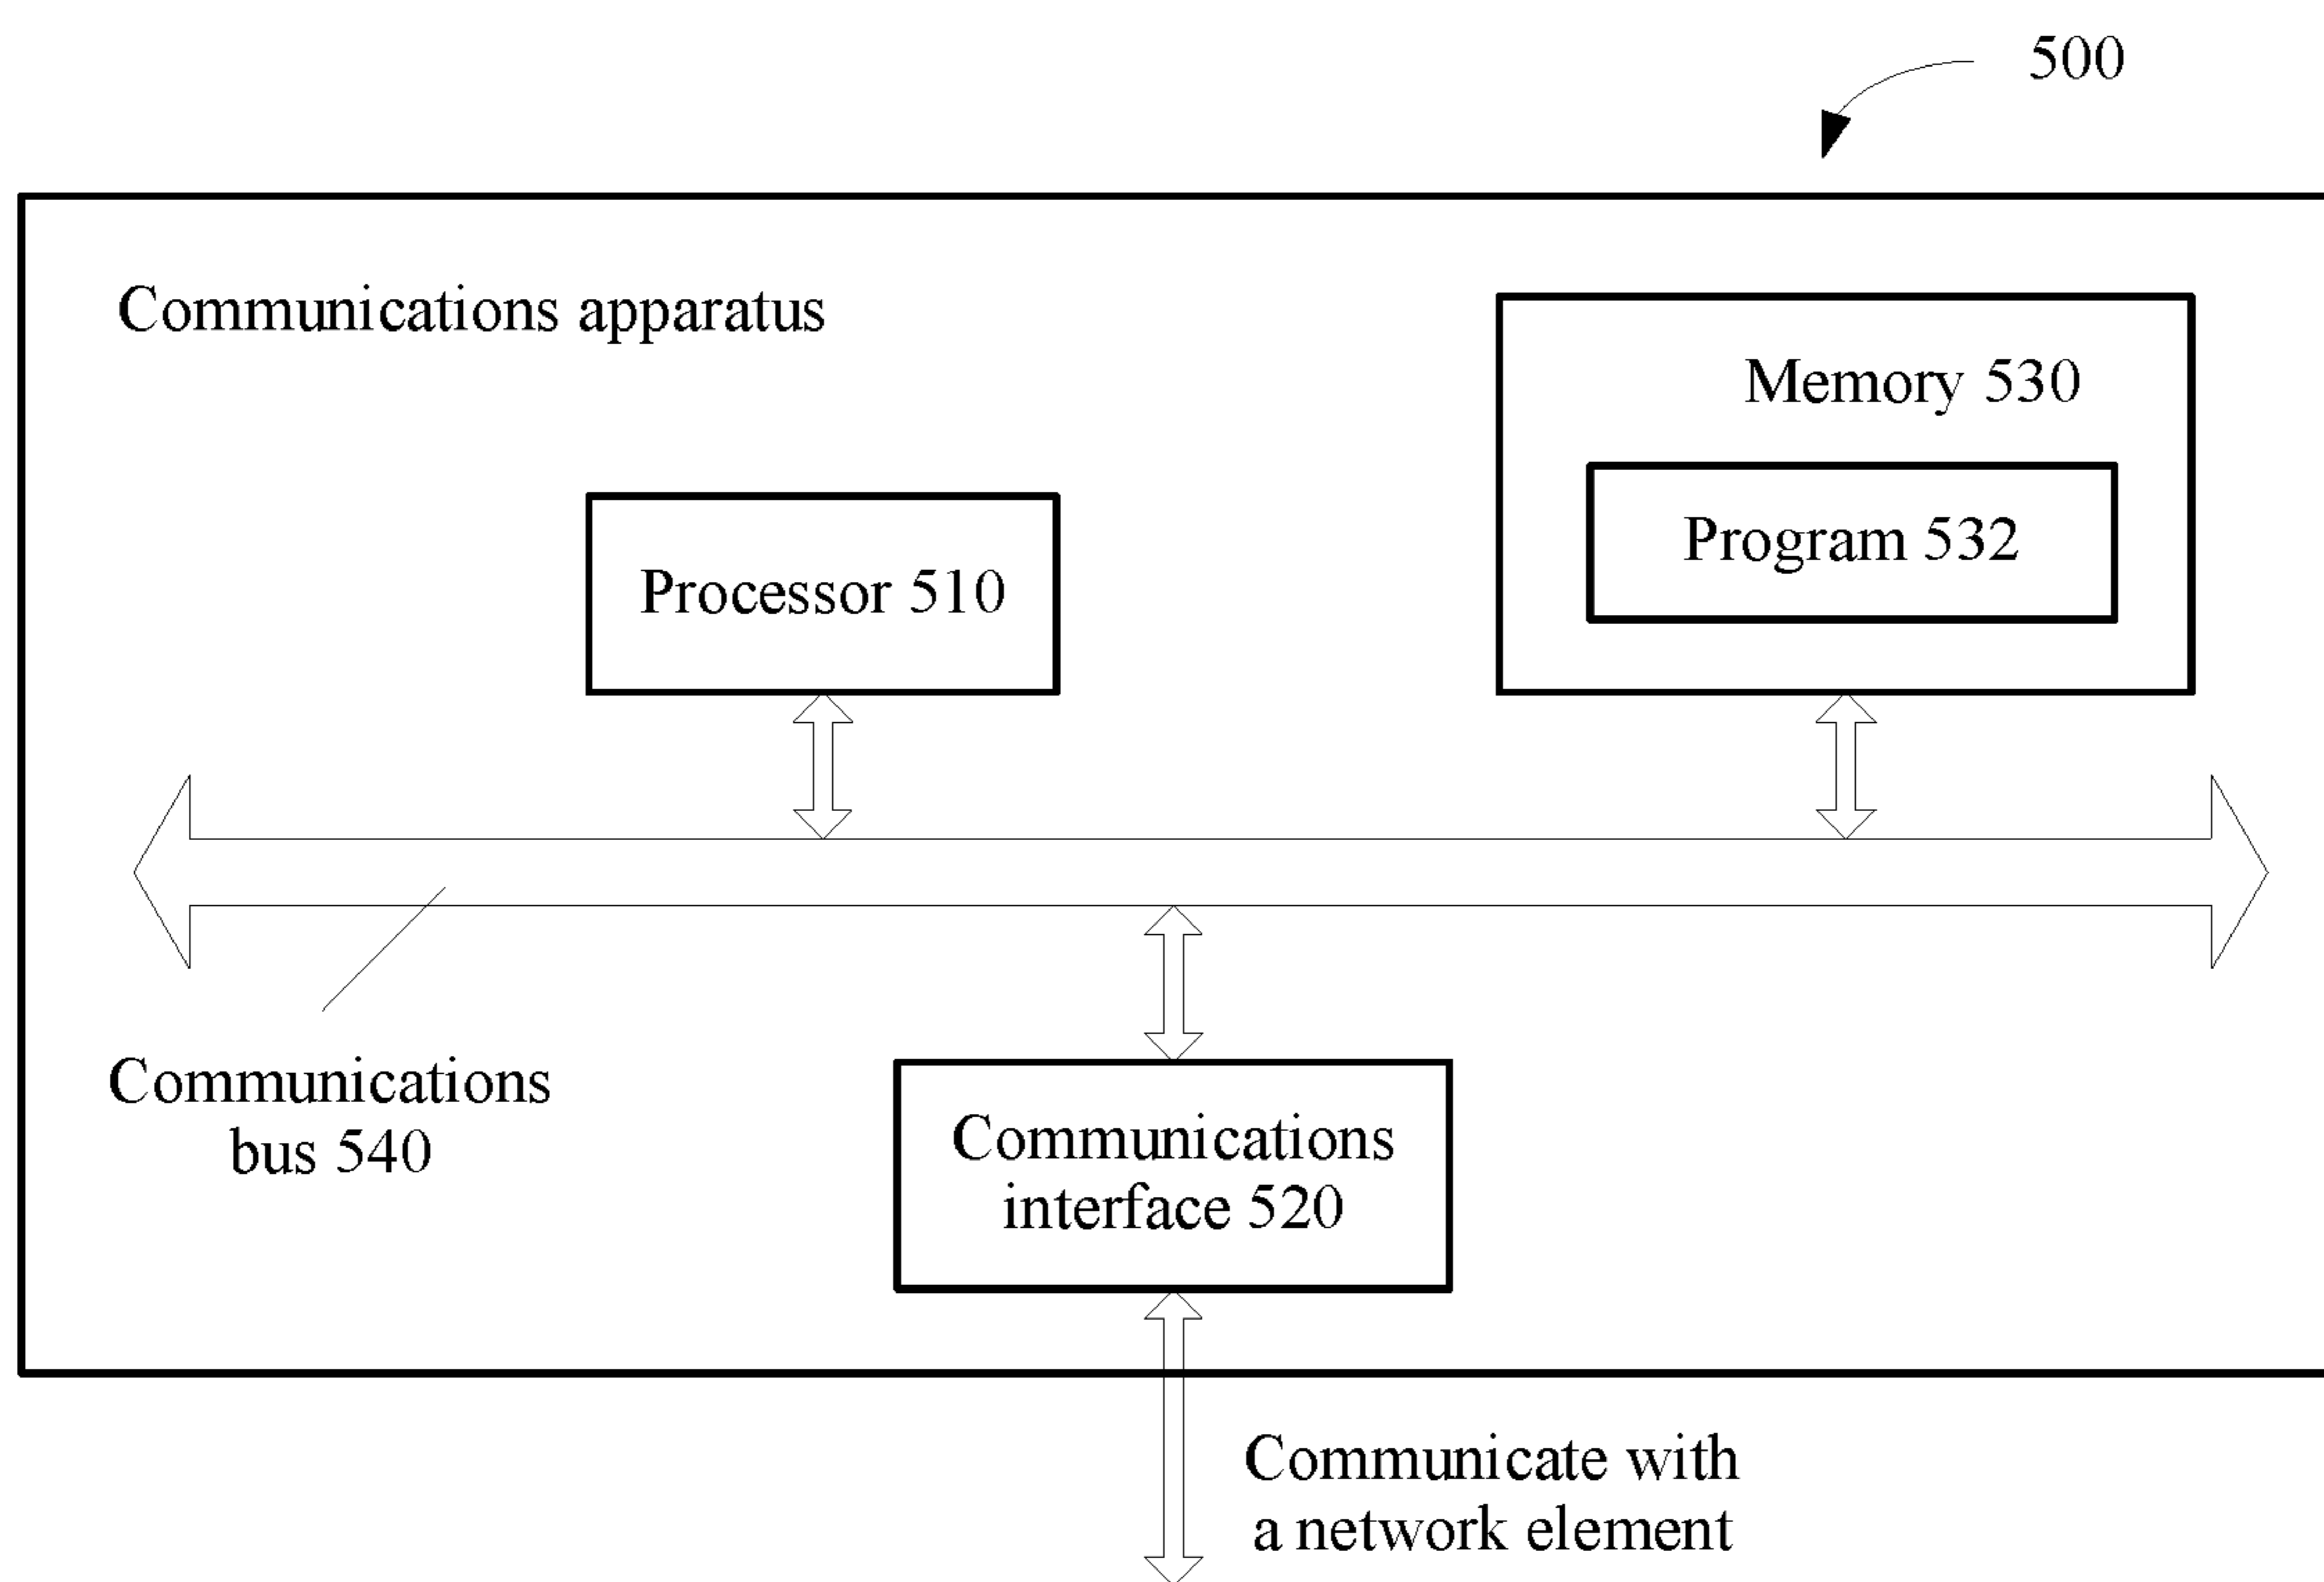 500
Communications apparatus
Memory 530
Program 532
Processor 510
Communications
bus 540
Communications
interface 520
Communicate with
a network element